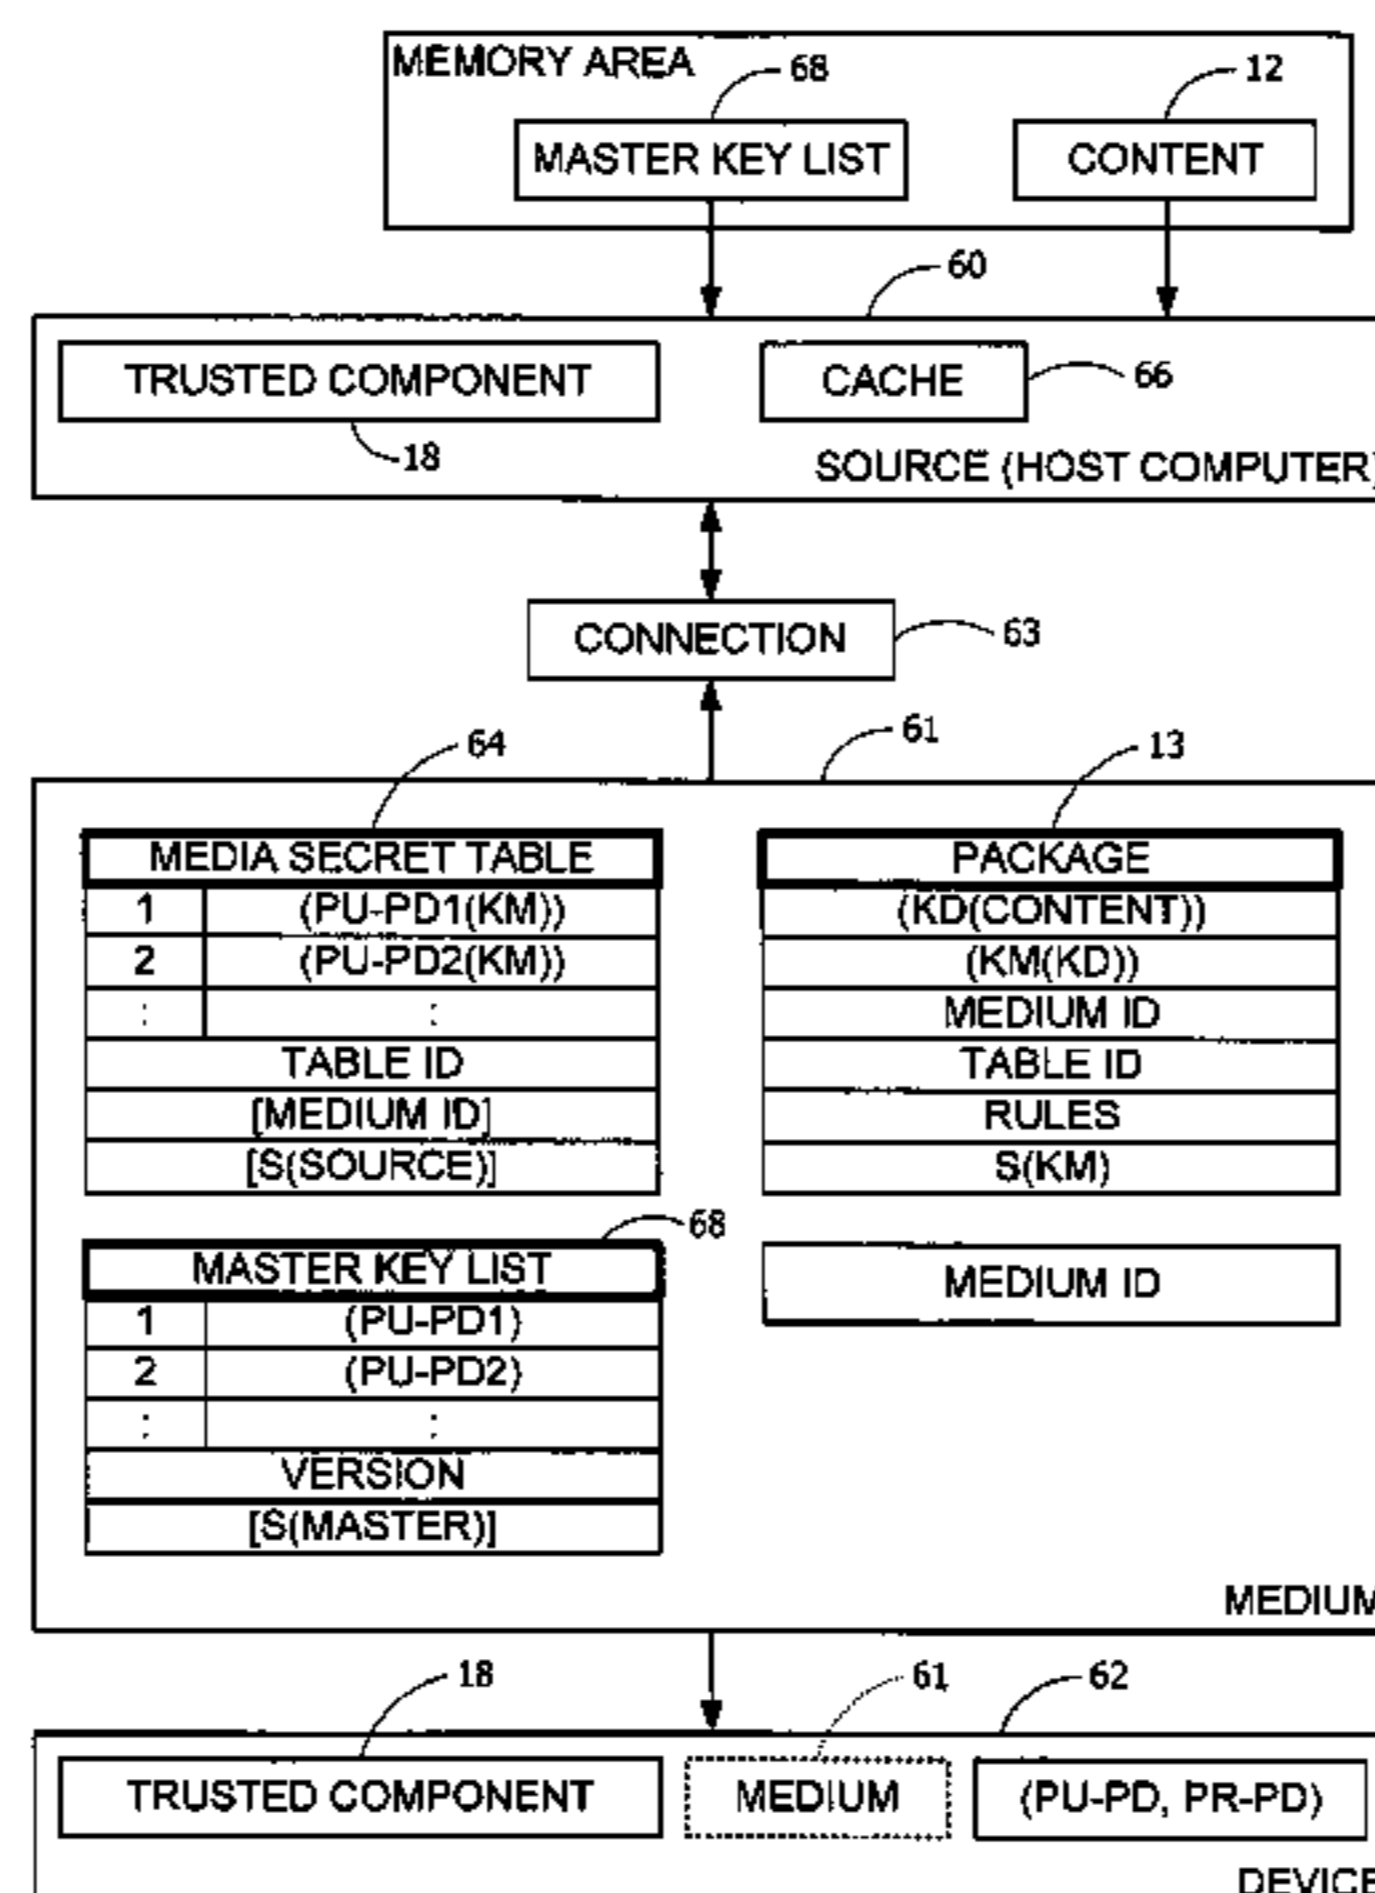 MEMORY AREA
68
12
MASTER KEY LIST
CONTENT
60
TRUSTED COMPONENT
CACHE
66
18
SOURCE (HOST COMPUTER)
CONNECTION
63
64
61
13
MEDIA SECRET TABLE
1 (PU-PD1(KM))
2 (PU-PD2(KM))
: :
TABLE ID
[MEDIUM ID]
[S(SOURCE)]
PACKAGE
(KD(CONTENT))
(KM(KD))
MEDIUM ID
TABLE ID
RULES
S(KM)
68
MASTER KEY LIST
1 (PU-PD1)
2 (PU-PD2)
: :
VERSION
[S(MASTER)]
MEDIUM ID
MEDIUM
18
61
62
TRUSTED COMPONENT
MEDIUM
(PU-PD, PR-PD)
DEVICE